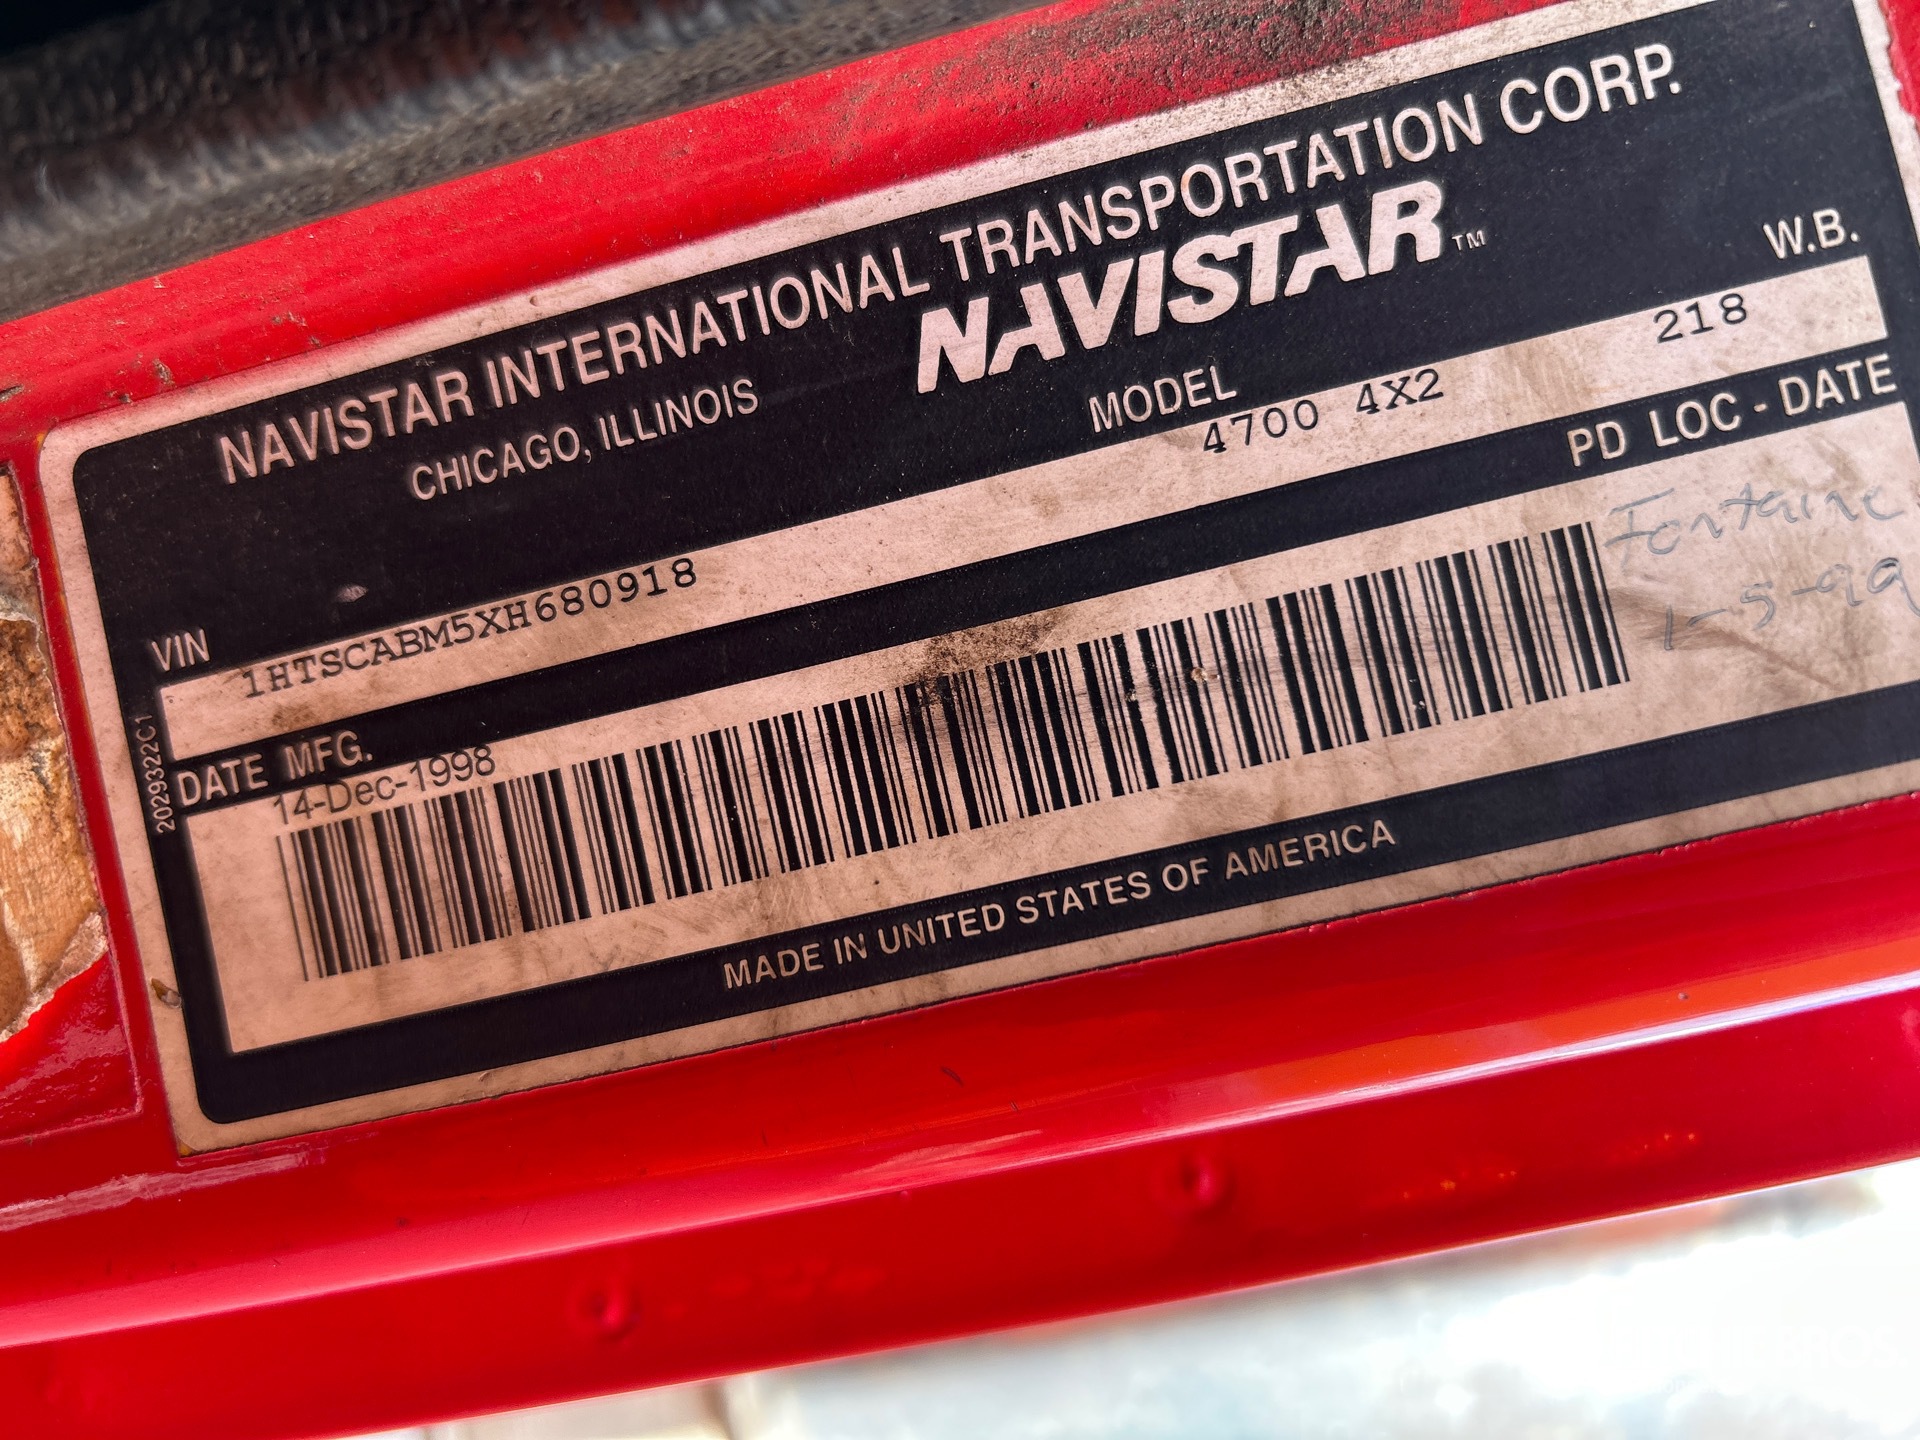 NAVISTAR INTERNATIONAL TRANSPORTATION CORP.
CHICAGO, ILLINOIS
NAVISTAR™
MODEL
W.B.
4700 4X2
218
VIN
1HTSCABM5XH680918
PD LOC - DATE
Fontaine
1-5-99
DATE MFG.
14-Dec-1998
2029322C1
MADE IN UNITED STATES OF AMERICA
BROS.